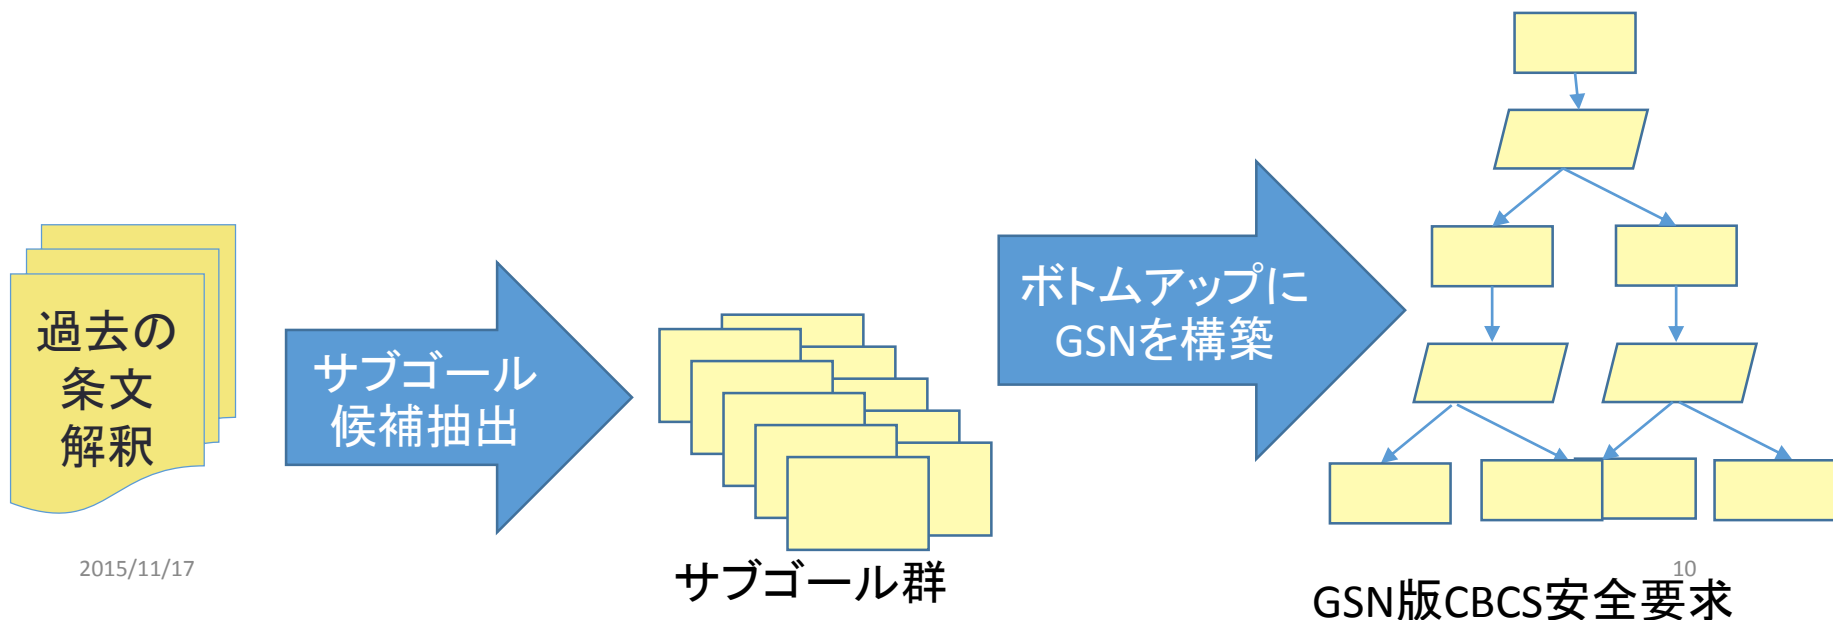 過去の
条文
解釈
サブゴール
候補抽出
サブゴール群
ボトムアップに
GSNを構築
GSN版CBCS安全要求
2015/11/17
10